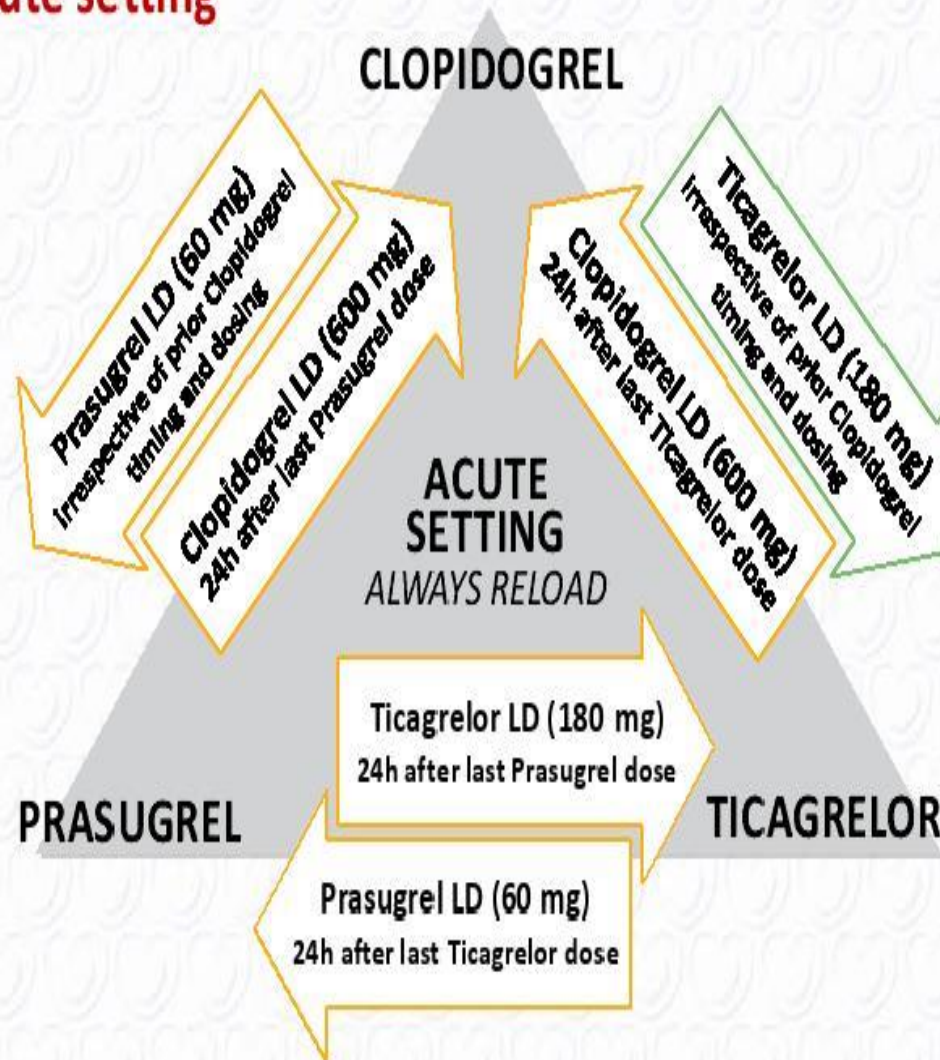 setting
CLOPIDOGREL
Prasugrel LD (60 mg)
irrespective of prior Clopidogrel
timing and dosing
Clopidogrel LD (600 mg)
24h after last Prasugrel dose
Clopidogrel LD (600 mg)
24h after last Ticagrelor dose
Ticagrelor LD (180 mg)
irrespective of prior Clopidogrel
timing and dosing
ACUTE
SETTING
ALWAYS RELOAD
Ticagrelor LD (180 mg)
24h after last Prasugrel dose
PRASUGREL
TICAGRELOR
Prasugrel LD (60 mg)
24h after last Ticagrelor dose